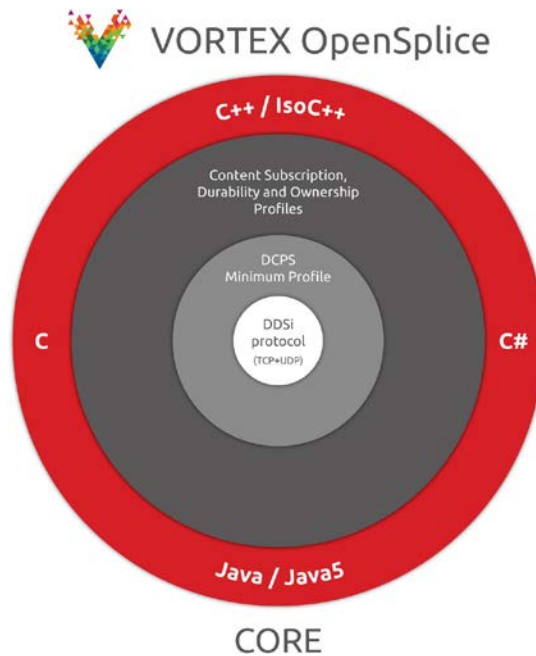 VORTEX OpenSplice
C++ / IsoC++
Content Subscription,
Durability and Ownership
Profiles
DCPS
Minimum Profile
DDSi
protocol
(TCP+UDP)
C
C#
Java / Java5
CORE